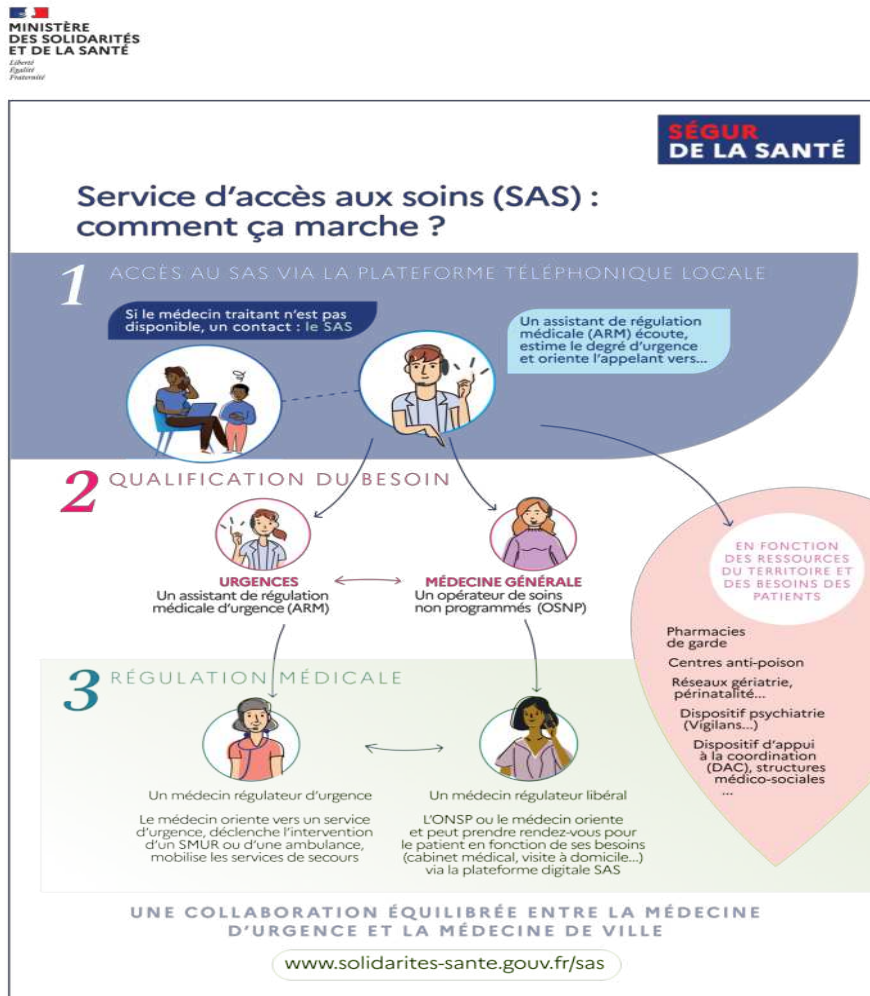 MINISTÈRE
DES SOLIDARITÉS
ET DE LA SANTÉ
Liberté
Égalité
Fraternité
SÉGUR
DE LA SANTÉ
Service d'accès aux soins (SAS) :
comment ça marche ?
1 ACCÈS AU SAS VIA LA PLATEFORME TÉLÉPHONIQUE LOCALE
Si le médecin traitant n'est pas
disponible, un contact : le SAS
Un assistant de régulation
médicale (ARM) écoute,
estime le degré d'urgence
et oriente l'appelant vers...
2 QUALIFICATION DU BESOIN
URGENCES
Un assistant de régulation
médicale d'urgence (ARM)
MÉDECINE GÉNÉRALE
Un opérateur de soins
non programmés (OSNP)
EN FONCTION
DES RESSOURCES
DU TERRITOIRE ET
DES BESOINS DES
PATIENTS
Pharmacies
de garde
Centres anti-poison
Réseaux gériatrie,
périnatalité...
Dispositif psychiatrie
(Vigilans...)
Dispositif d'appui
à la coordination
(DAC), structures
médico-sociales
...
3 RÉGULATION MÉDICALE
Un médecin régulateur d'urgence
Le médecin oriente vers un service
d'urgence, déclenche l'intervention
d'un SMUR ou d'une ambulance,
mobilise les services de secours
Un médecin régulateur libéral
L'ONSP ou le médecin oriente
et peut prendre rendez-vous pour
le patient en fonction de ses besoins
(cabinet médical, visite à domicile...)
via la plateforme digitale SAS
UNE COLLABORATION ÉQUILIBRÉE ENTRE LA MÉDECINE
D'URGENCE ET LA MÉDECINE DE VILLE
www.solidarites-sante.gouv.fr/sas